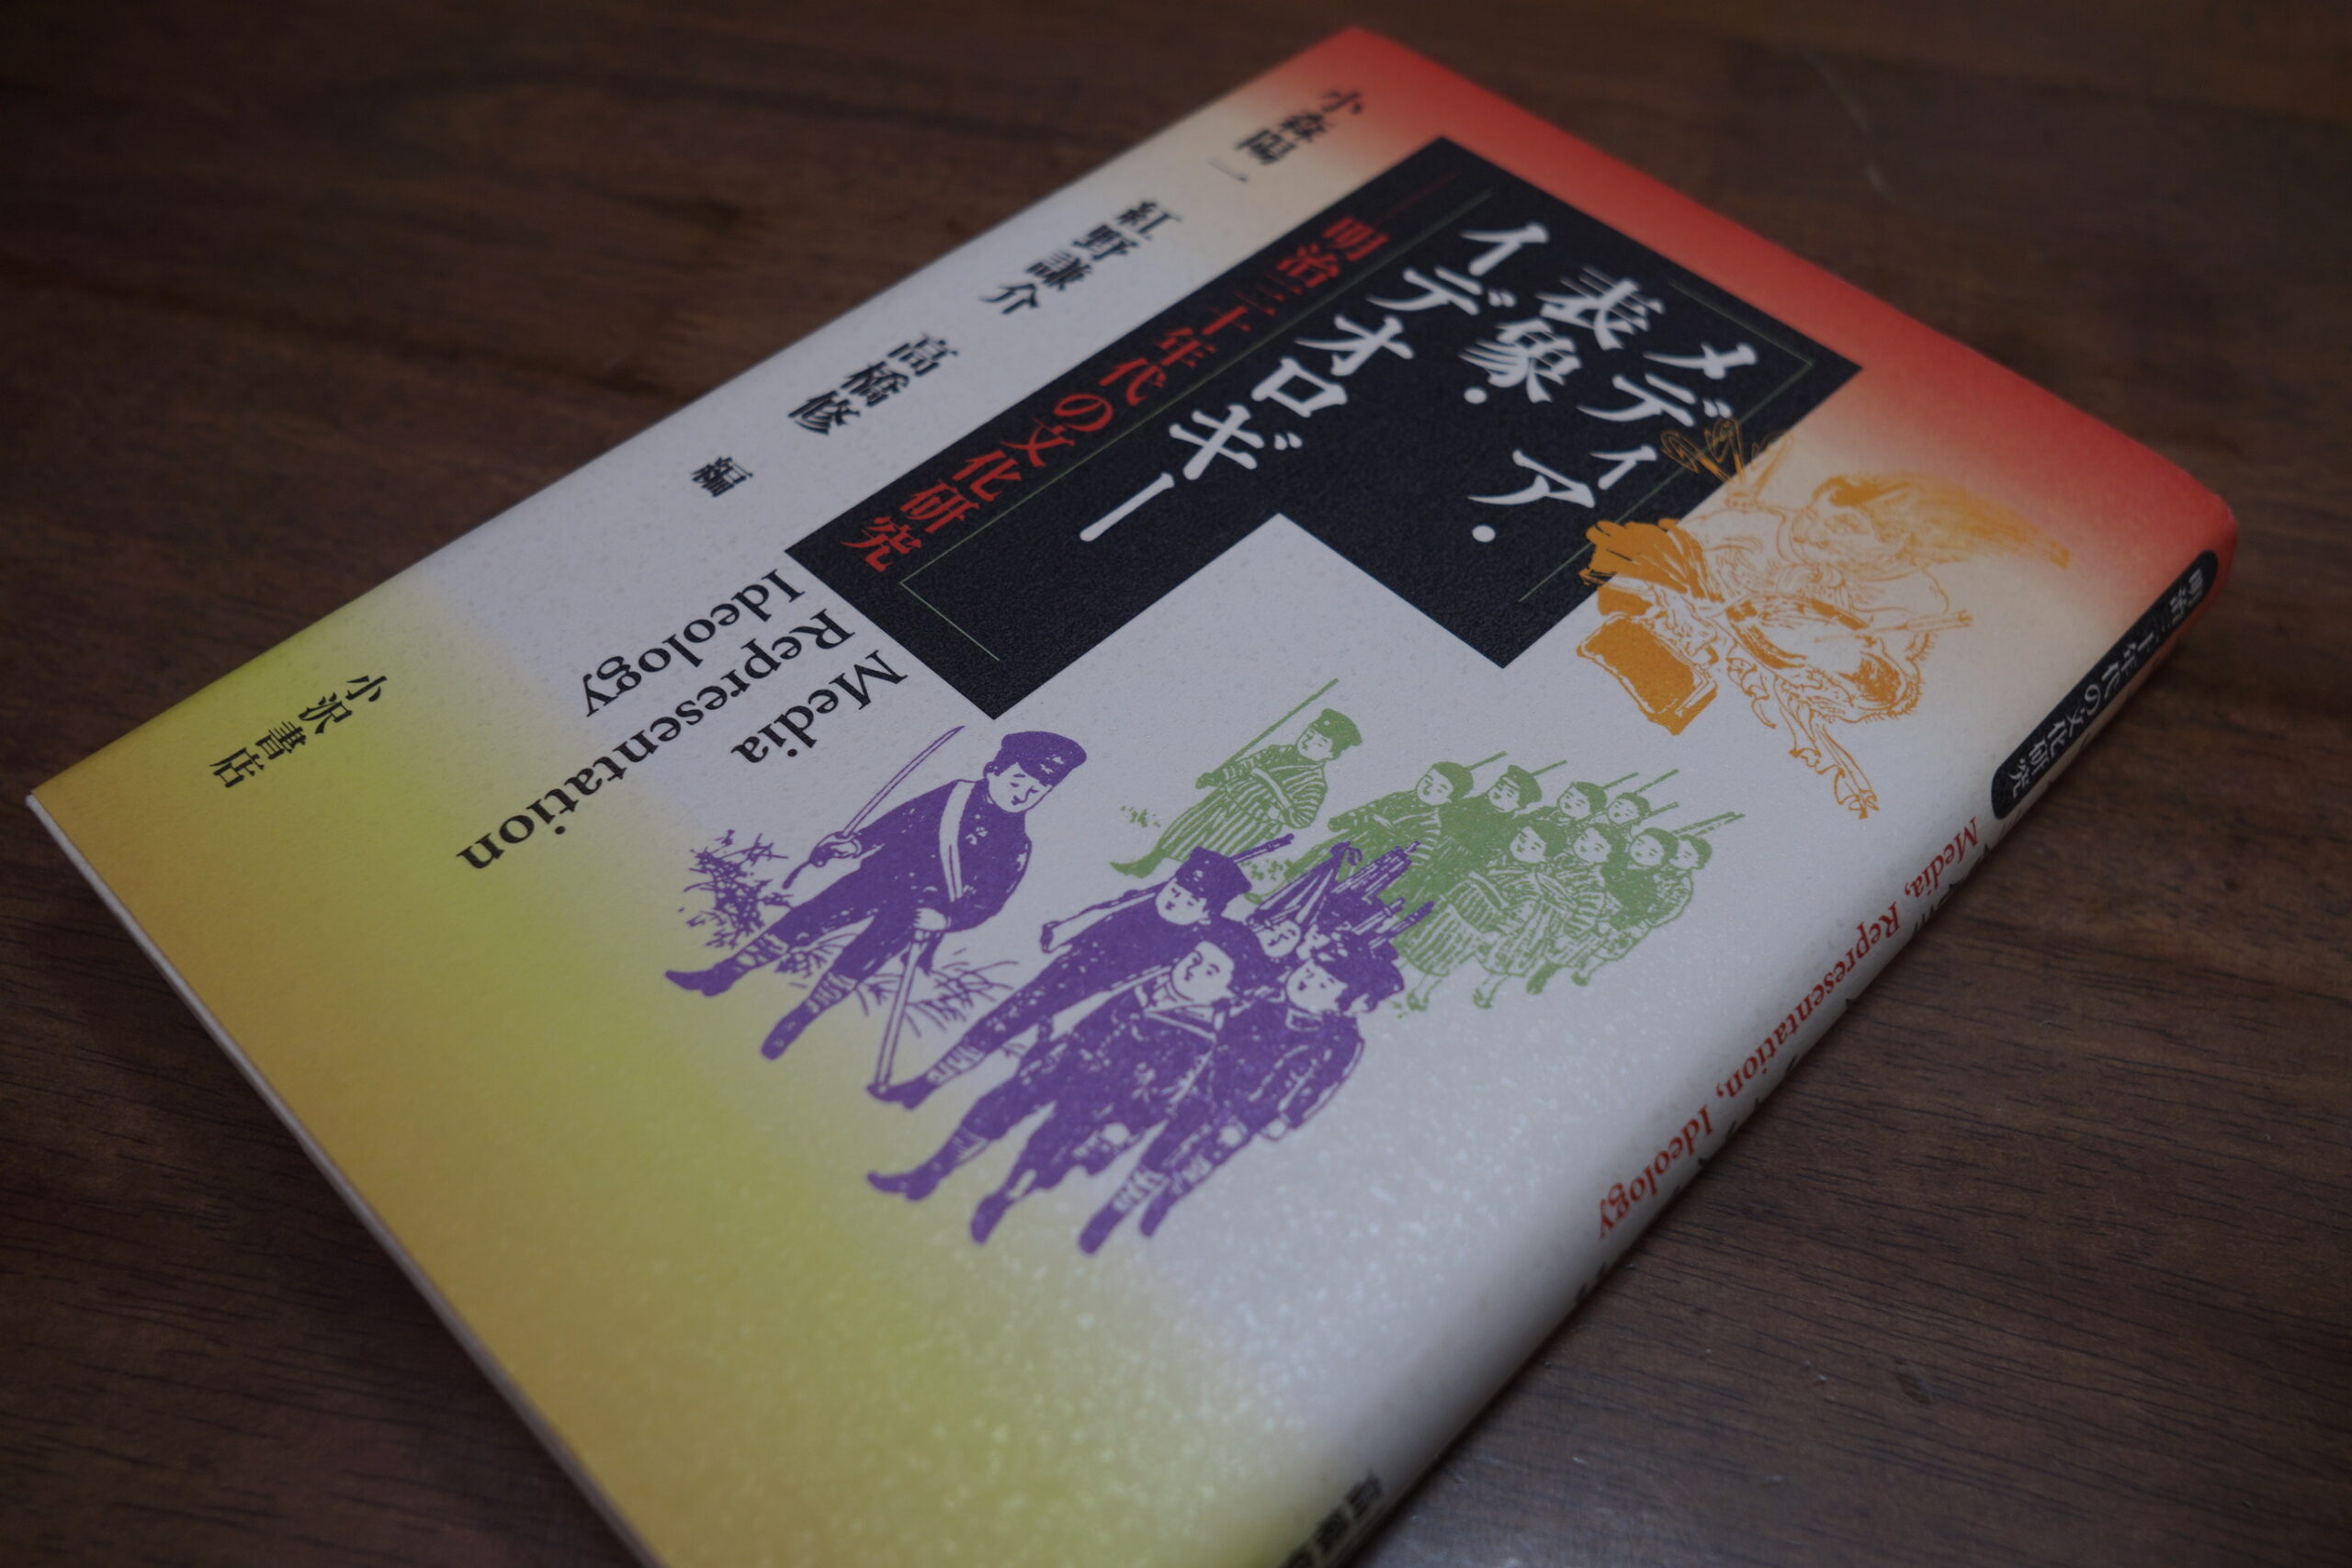 メディア・
表象・
イデオロギー
——明治三十年代の文化研究
小森陽一
紅野謙介
高橋修
編
Media
Representation
Ideology
小沢書店
明治三十年代の文化研究
Media, Representation, Ideology